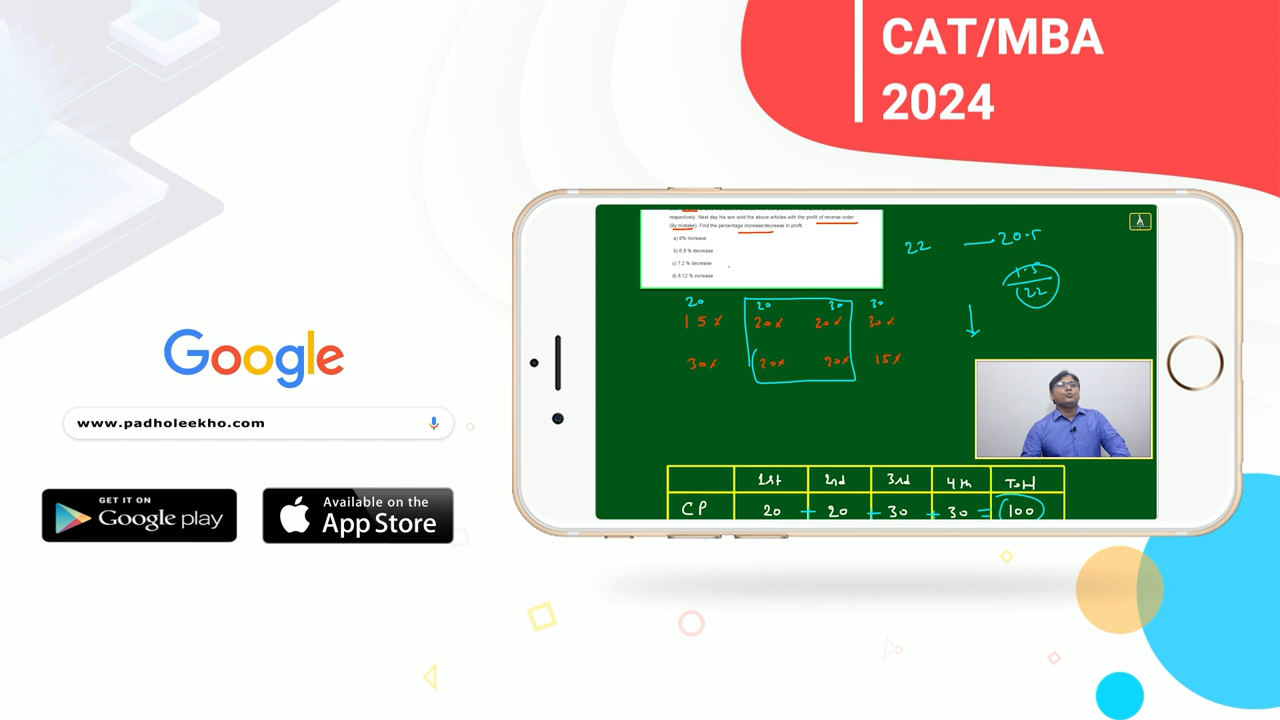 CAT/MBA
2024
Google
www.padholeekho.com
GET IT ON
Google play
Available on the
App Store
respectively. Next day his son sold the above articles with the profit of reverse order
(By mistake). Find the percentage increase/decrease in profit.
a) 6% increase
b) 6.8 % decrease
c) 7.2 % decrease
d) 6.12 % increase
22 — 20.5
1.5
22
20 20 30 30
15% 20% 20% 30%
30% 20% 20% 15%
1st 2nd 3rd 4th Total
CP 20 + 20 + 30 + 30 = 100